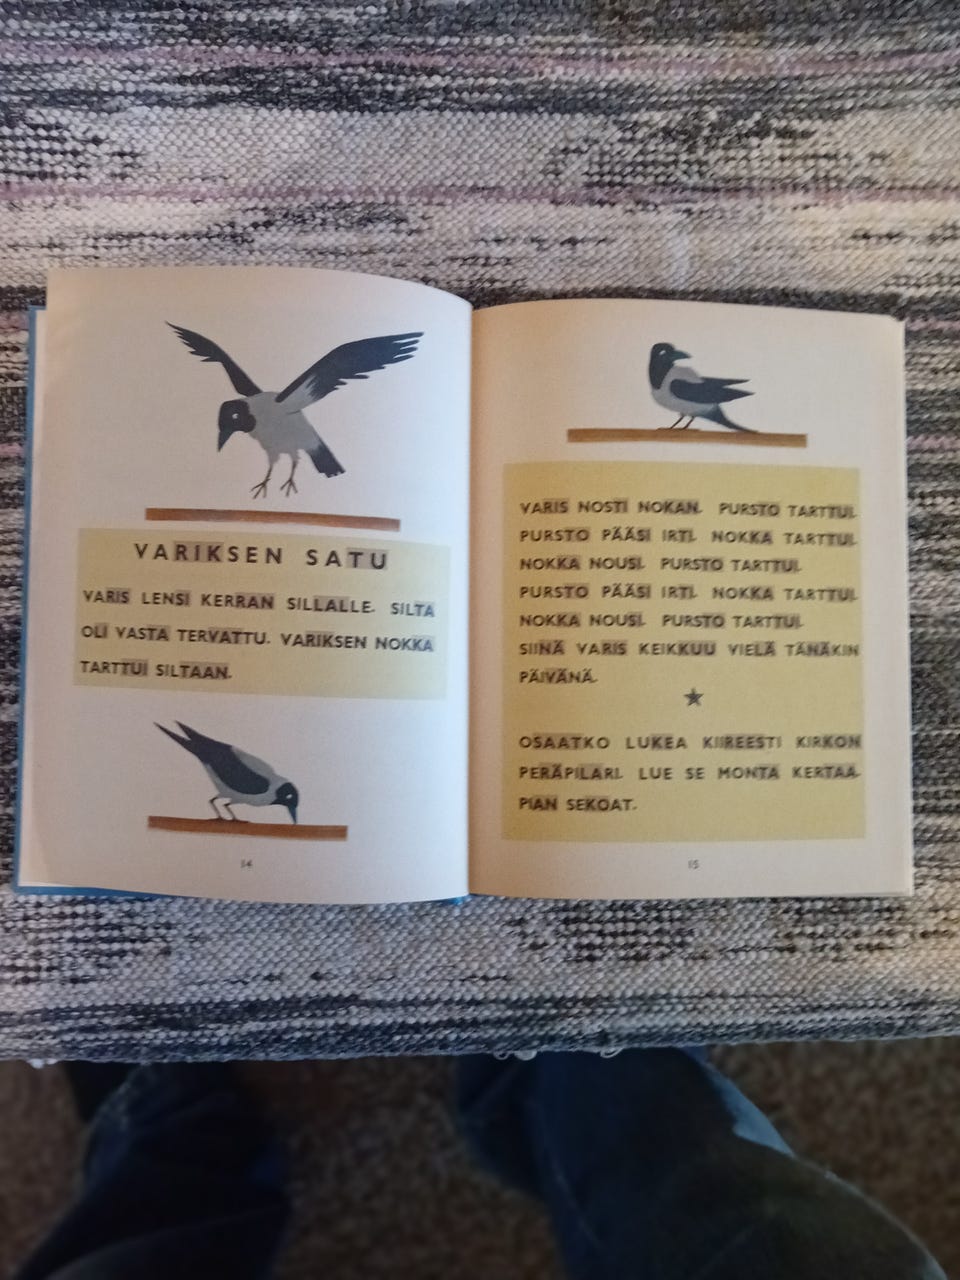 VARIKSEN SATU
VARIS LENSI KERRAN SILLALLE. SILTA
OLI VASTA TERVATTU. VARIKSEN NOKKA
TARTTUI SILTAAN.
14
VARIS NOSTI NOKAN. PURSTO TARTTUI.
PURSTO PÄÄSI IRTI. NOKKA TARTTUI.
NOKKA NOUSI. PURSTO TARTTUI.
PURSTO PÄÄSI IRTI. NOKKA TARTTUI.
NOKKA NOUSI. PURSTO TARTTUI.
SIINÄ VARIS KEIKKUU VIELÄ TÄNÄKIN
PÄIVÄNÄ.
OSAATKO LUKEA KIIREESTI KIRKON
PERÄPILARI. LUE SE MONTA KERTAA.
PIAN SEKOAT.
15